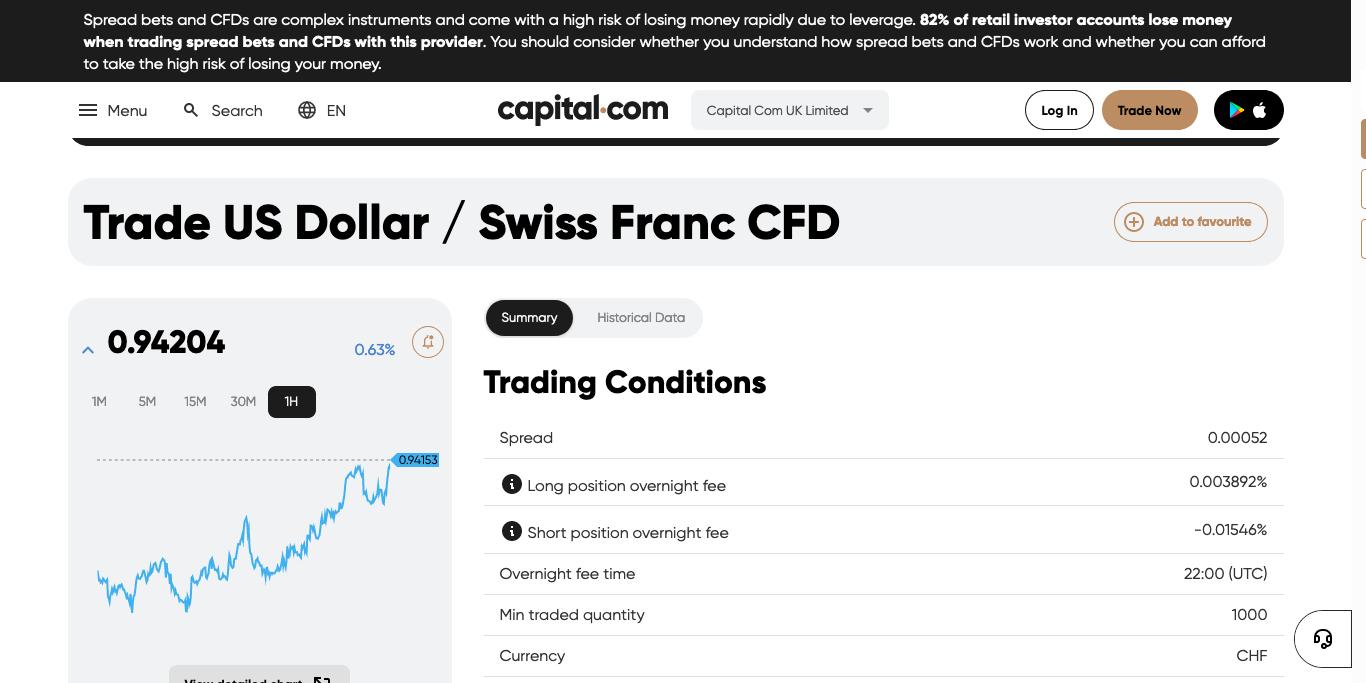 Spread bets and CFDs are complex instruments and come with a high risk of losing money rapidly due to leverage. 82% of retail investor accounts lose money
when trading spread bets and CFDs with this provider. You should consider whether you understand how spread bets and CFDs work and whether you can afford
to take the high risk of losing your money.
Menu Search EN capital.com Capital Com UK Limited Log In Trade Now
Trade US Dollar / Swiss Franc CFD Add to favourite
0.94204 0.63%
1M 5M 15M 30M 1H
0.94153
View detailed chart
Summary Historical Data
Trading Conditions
Spread 0.00052
Long position overnight fee 0.003892%
Short position overnight fee -0.01546%
Overnight fee time 22:00 (UTC)
Min traded quantity 1000
Currency CHF